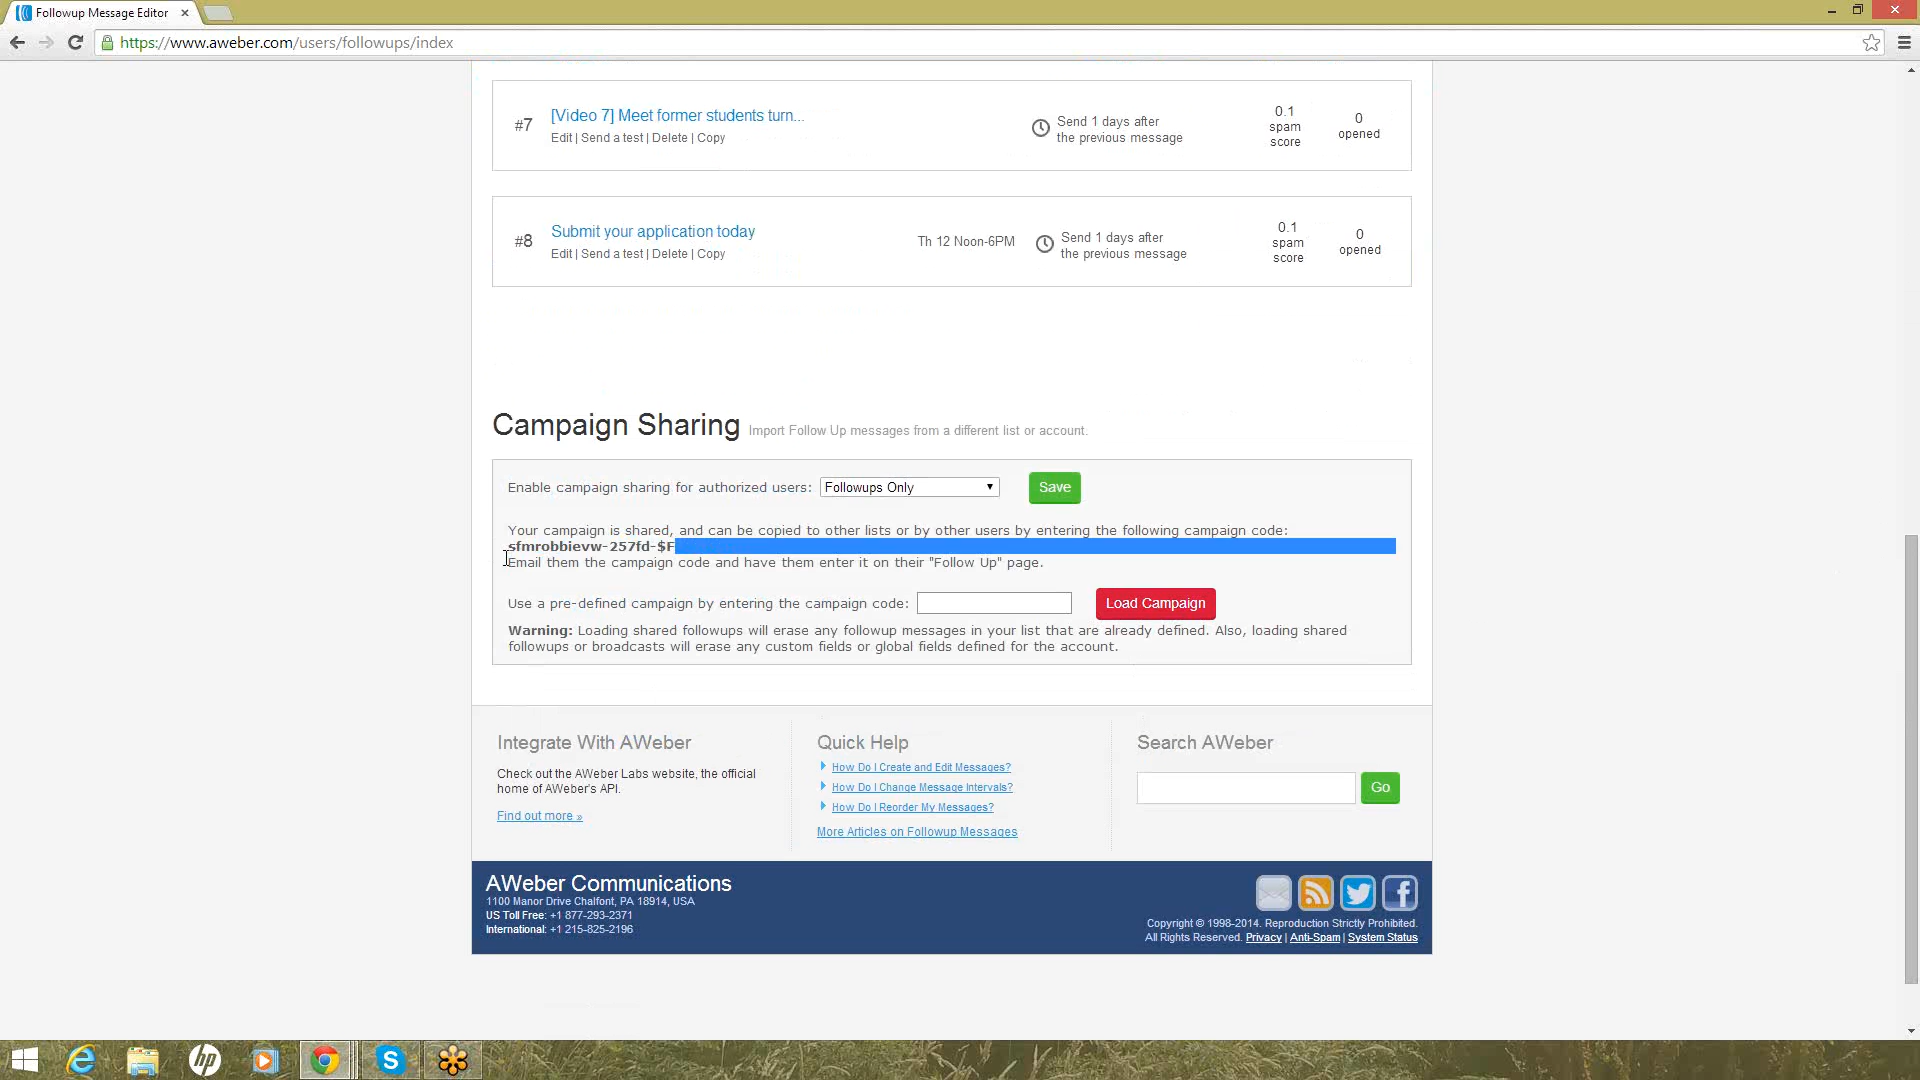 Followup Message Editor
https://www.aweber.com/users/followups/index
#7
[Video 7] Meet former students turn...
Edit | Send a test | Delete | Copy
Send 1 days after
the previous message
0.1
spam
score
0
opened
#8
Submit your application today
Edit | Send a test | Delete | Copy
Th 12 Noon-6PM
Send 1 days after
the previous message
0.1
spam
score
0
opened
Campaign Sharing Import Follow Up messages from a different list or account.
Enable campaign sharing for authorized users: Followups Only Save
Your campaign is shared, and can be copied to other lists or by other users by entering the following campaign code:
sfmrobbievw-257fd-$F
Email them the campaign code and have them enter it on their "Follow Up" page.
Use a pre-defined campaign by entering the campaign code: Load Campaign
Warning: Loading shared followups will erase any followup messages in your list that are already defined. Also, loading shared
followups or broadcasts will erase any custom fields or global fields defined for the account.
Integrate With AWeber
Check out the AWeber Labs website, the official
home of AWeber's API.
Find out more »
Quick Help
How Do I Create and Edit Messages?
How Do I Change Message Intervals?
How Do I Reorder My Messages?
More Articles on Followup Messages
Search AWeber
Go
AWeber Communications
1100 Manor Drive Chalfont, PA 18914, USA
US Toll Free: +1 877-293-2371
International: +1 215-825-2196
Copyright © 1998-2014. Reproduction Strictly Prohibited.
All Rights Reserved. Privacy | Anti-Spam | System Status
hp